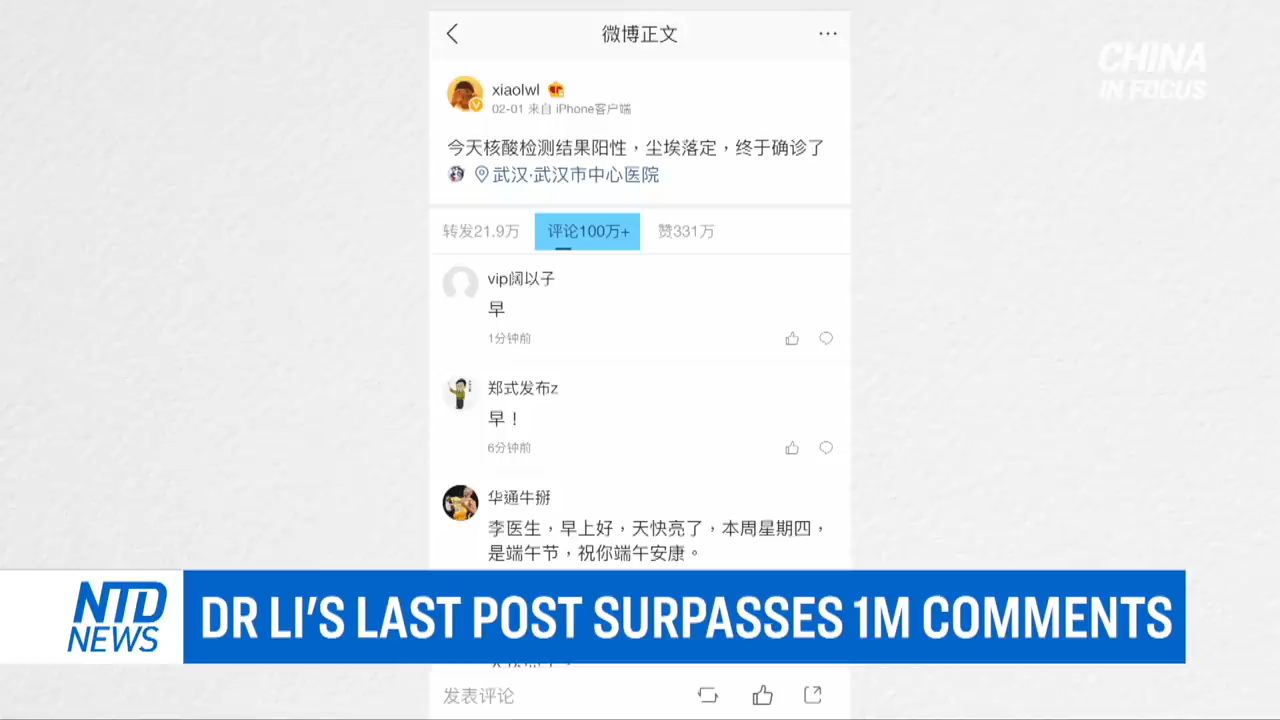 微博正文
CHINA
IN FOCUS
xiaolwl
02-01 来自 iPhone客户端
今天核酸检测结果阳性，尘埃落定，终于确诊了
武汉·武汉市中心医院
转发21.9万 评论100万+ 赞331万
vip阔以子
早
1分钟前
郑式发布z
早！
6分钟前
华通牛掰
李医生，早上好，天快亮了，本周星期四，
是端午节，祝你端午安康。
NTD
NEWS
DR LI'S LAST POST SURPASSES 1M COMMENTS
发表评论